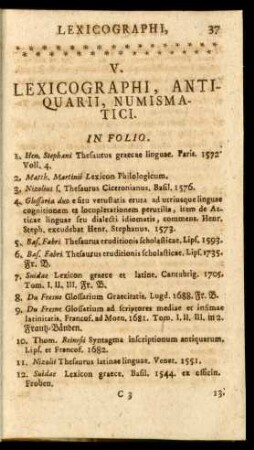 LEXICOGRAPHI, 37
V.
LEXICOGRAPHI, ANTI-
QUARII, NUMISMA-
TICI.
IN FOLIO.
1. Hen. Stephani Thesaurus graecae linguae. Paris. 1572
Voll. 4.
2. Matth. Martinii Lexicon Philologicum.
3. Nizolius s. Thesaurus Ciceronianus. Basil. 1576.
4. Glossaria duo e situ vetustatis eruta ad utriusque linguae
cognitionem et locupletationem perutilia, item de At-
ticae linguae seu dialecti idiomatis, comment. Henr.
Steph. excudebat Henr. Stephanus. 1573.
5. Bas. Fabri Thesaurus eruditionis scholasticae. Lips. 1593.
6. Bas. Fabri Thesaurus eruditionis scholasticae. Lips. 1735.
Fr. B.
7. Suidae Lexicon graece et latine. Cantabrig. 1705.
Tom. I, II, III, Fr. B.
8. Du Fresne Glossarium Graecitatis. Lugd. 1688. Fr. B.
9. Du Fresne Glossarium ad scriptores mediae et infimae
latinitatis, Francof. ad Moen. 1681. Tom. I, II, III. in 2.
Frantz Bänden.
10. Thom. Reinesii Syntagma inscriptionum antiquarum,
Lips. et Francof. 1682.
11. Nizolii Thesaurus latinae linguae. Venet. 1551.
12. Suidae Lexicon graece, Basil. 1544. ex officin.
Froben.
C 3 13.